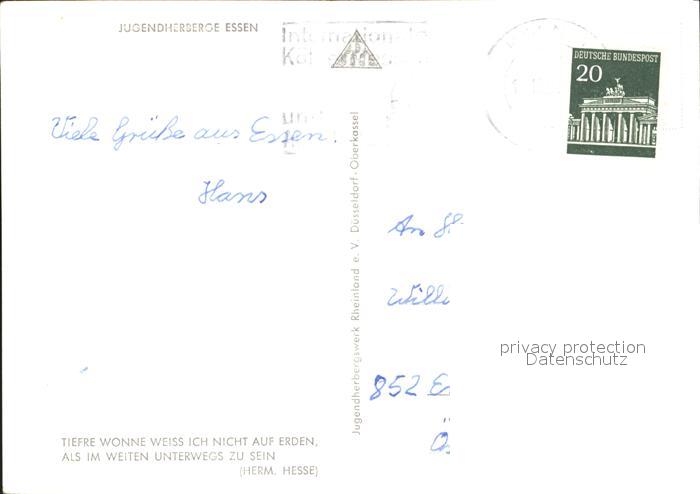 JUGENDHERBERGE ESSEN
DEUTSCHE BUNDESPOST
20
Viele Grüße aus Essen.
Hans
An H
Willi
852 E
privacy protection
Datenschutz
Jugendherbergswerk Rheinland e. V. Düsseldorf-Oberkassel
TIEFRE WONNE WEISS ICH NICHT AUF ERDEN,
ALS IM WEITEN UNTERWEGS ZU SEIN
(HERM. HESSE)